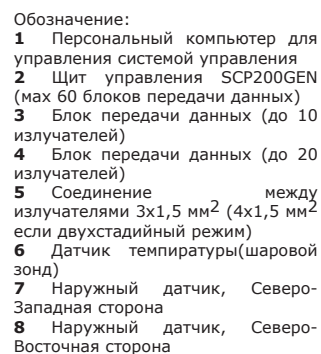 Обозначение:
1 Персональный компьютер для
управления системой управления
2 Щит управления SCP200GEN
(мах 60 блоков передачи данных)
3 Блок передачи данных (до 10
излучателей)
4 Блок передачи данных (до 20
излучателей)
5 Соединение между
излучателями 3х1,5 мм² (4х1,5 мм²
если двухстадийный режим)
6 Датчик темпиратуры(шаровой
зонд)
7 Наружный датчик, Северо-
Западная сторона
8 Наружный датчик, Северо-
Восточная сторона